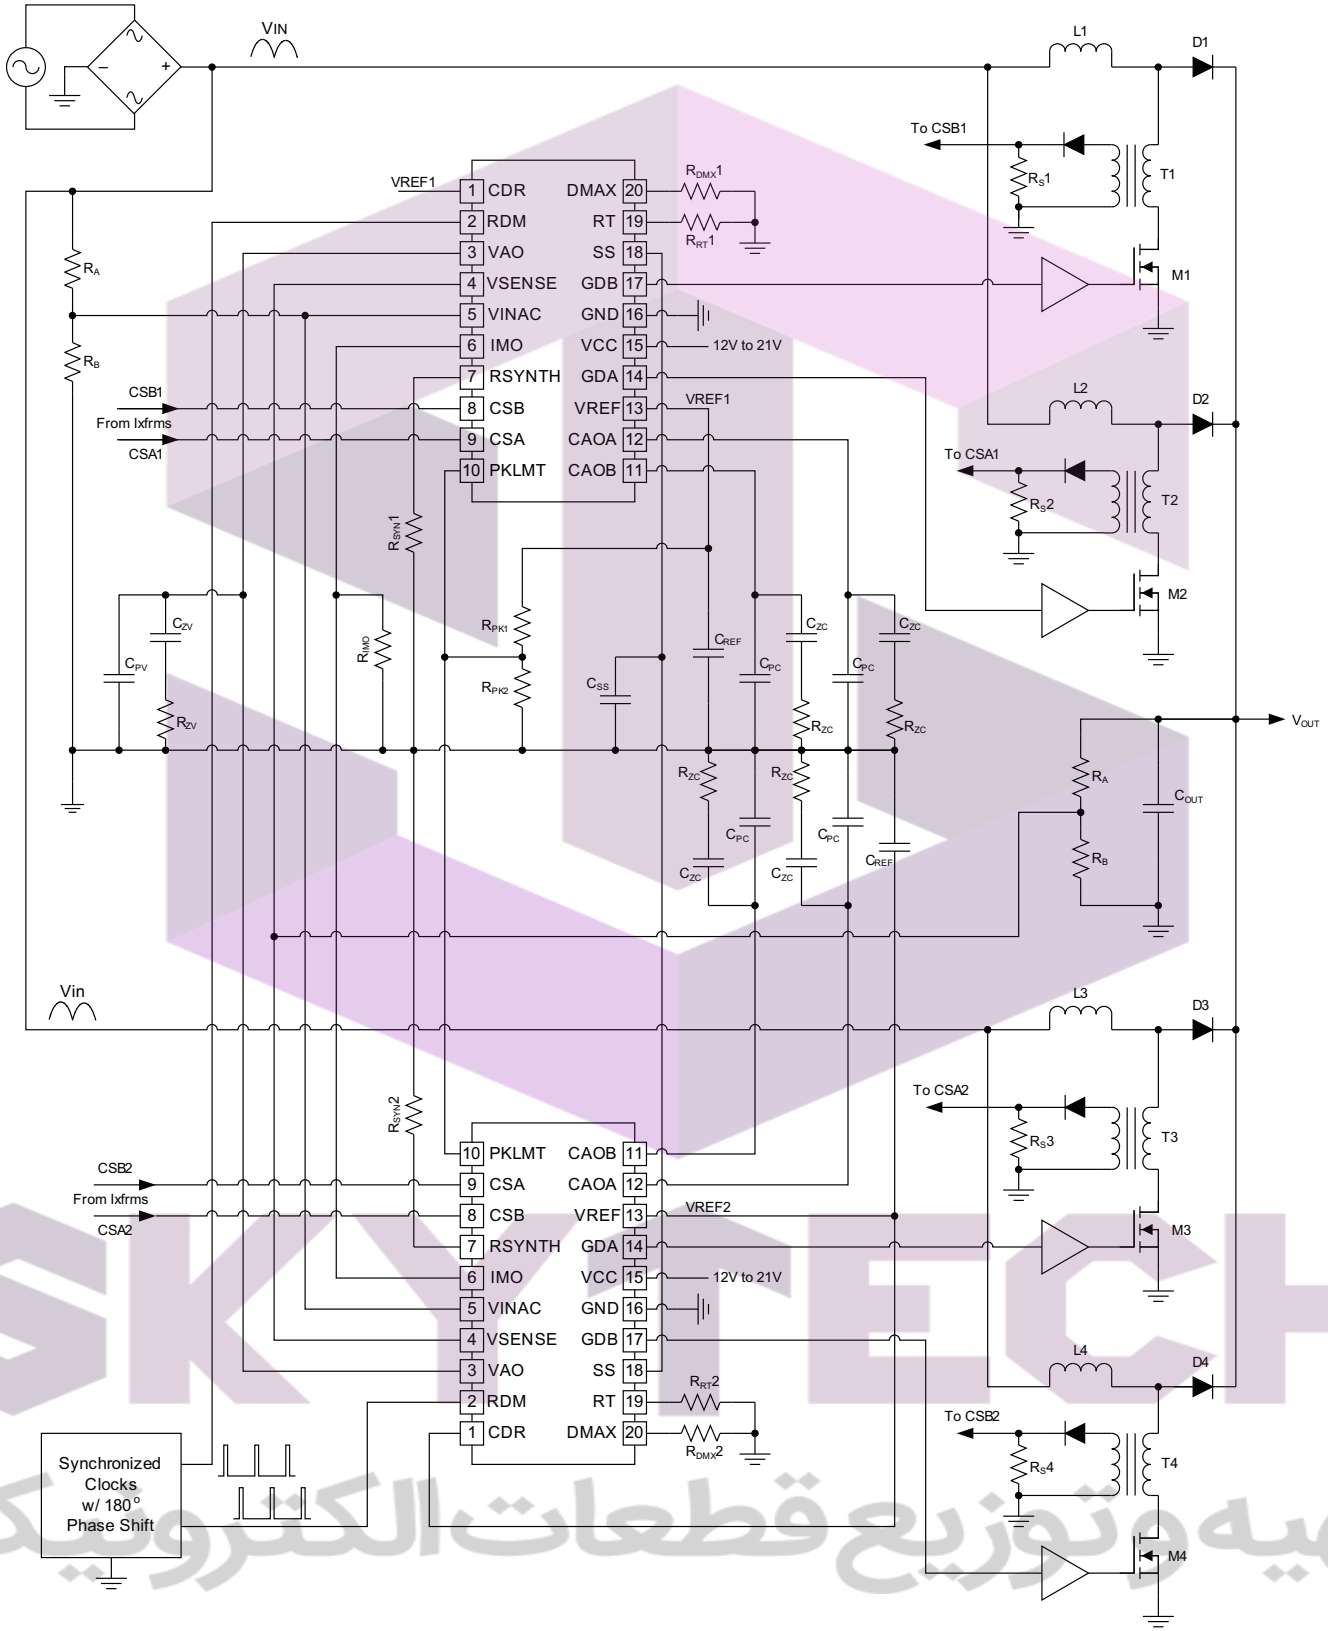 VIN
L1
D1
To CSB1
RS1
T1
M1
VREF1
1 CDR
2 RDM
3 VAO
4 VSENSE
5 VINAC
6 IMO
7 RSYNTH
8 CSB
9 CSA
10 PKLMT
DMAX 20
RT 19
SS 18
GDB 17
GND 16
VCC 15
GDA 14
VREF 13
CAOA 12
CAOB 11
RDMX1
RRT1
12V to 21V
VREF1
RA
RB
CSB1
From Ixfrms
CSA1
L2
D2
To CSA1
RS2
T2
M2
RSYN1
CZV
CPV
RZV
RIMO
RPK1
RPK2
CSS
CREF
CPC
CZC
RZC
CPC
CZC
RZC
VOUT
RZC
CPC
CZC
RZC
CPC
CZC
CREF
RA
RB
COUT
Vin
L3
D3
To CSA2
RS3
T3
M3
RSYN2
CSB2
From Ixfrms
CSA2
10 PKLMT
9 CSA
8 CSB
7 RSYNTH
6 IMO
5 VINAC
4 VSENSE
3 VAO
2 RDM
1 CDR
CAOB 11
CAOA 12
VREF 13
GDA 14
VCC 15
GND 16
GDB 17
SS 18
RT 19
DMAX 20
VREF2
12V to 21V
RRT2
RDMX2
L4
D4
To CSB2
RS4
T4
M4
Synchronized
Clocks
w/ 180°
Phase Shift
SKYTECH
توزیع قطعات الکترونیک